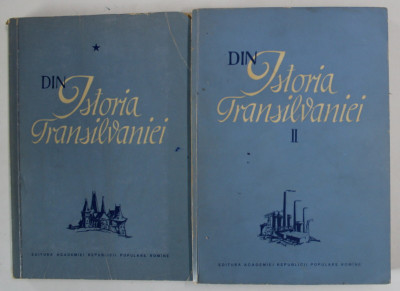 DIN
Istoria
Transilvaniei
EDITURA ACADEMIEI REPUBLICII POPULARE ROMÎNE
DIN
Istoria
Transilvaniei
II
EDITURA ACADEMIEI REPUBLICII POPULARE ROMÎNE